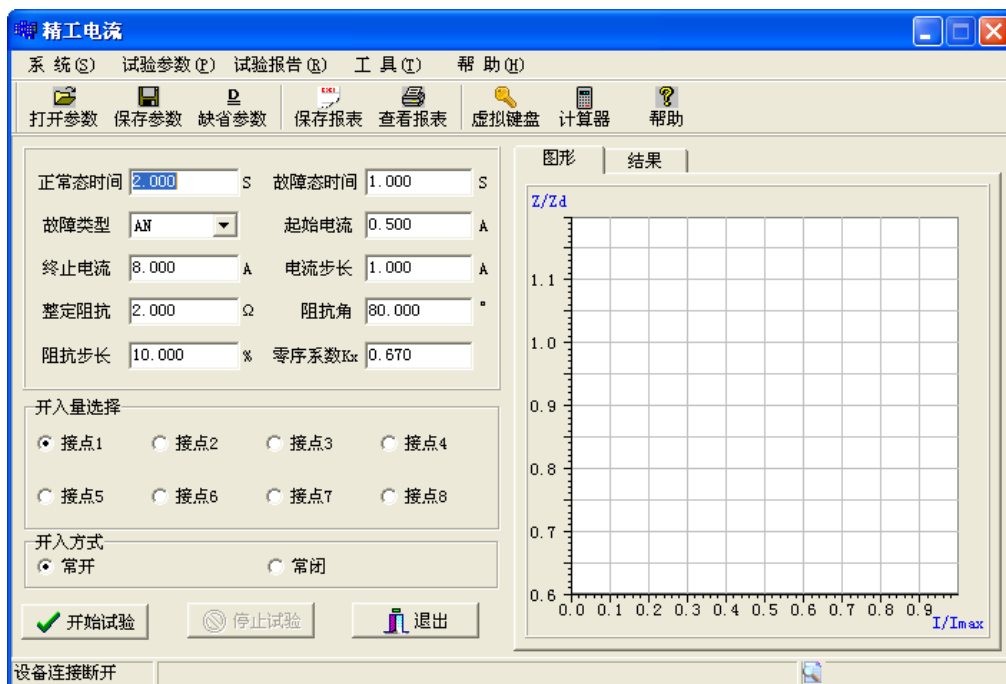 精工电流
系 统(S) 试验参数(P) 试验报告(R) 工 具(T) 帮 助(H)
打开参数 保存参数 缺省参数 保存报表 查看报表 虚拟键盘 计算器 帮助
图形 结果
正常态时间 2.000 S 故障态时间 1.000 S
故障类型 AN 起始电流 0.500 A
终止电流 8.000 A 电流步长 1.000 A
整定阻抗 2.000 Ω 阻抗角 80.000 °
阻抗步长 10.000 % 零序系数Kx 0.670
开入量选择
接点1 接点2 接点3 接点4
接点5 接点6 接点7 接点8
开入方式
常开 常闭
开始试验 停止试验 退出
Z/Zd
1.1
1.0
0.9
0.8
0.7
0.6
0.0 0.1 0.2 0.3 0.4 0.5 0.6 0.7 0.8 0.9
I/Imax
设备连接断开